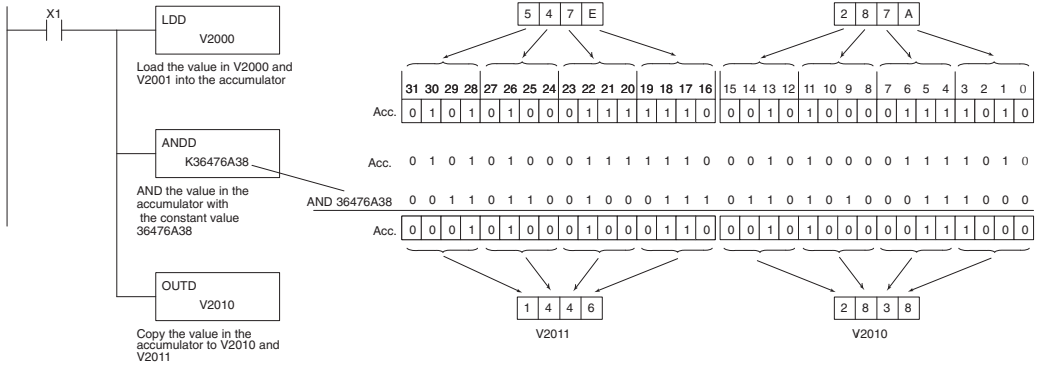 X1
LDD
V2000
Load the value in V2000 and
V2001 into the accumulator
ANDD
K36476A38
AND the value in the
accumulator with
the constant value
36476A38
OUTD
V2010
Copy the value in the
accumulator to V2010 and
V2011
5 4 7 E
2 8 7 A
31 30 29 28 27 26 25 24 23 22 21 20 19 18 17 16 15 14 13 12 11 10 9 8 7 6 5 4 3 2 1 0
Acc. 0 1 0 1 0 1 0 0 0 1 1 1 1 1 1 0 0 0 1 0 1 0 0 0 0 1 1 1 1 0 1 0
Acc. 0 1 0 1 0 1 0 0 0 1 1 1 1 1 1 0 0 0 1 0 1 0 0 0 0 1 1 1 1 0 1 0
AND 36476A38 0 0 1 1 0 1 1 0 0 1 0 0 0 1 1 1 0 1 1 0 1 0 1 0 0 0 1 1 1 0 0 0
Acc. 0 0 0 1 0 1 0 0 0 1 0 0 0 1 1 0 0 0 1 0 1 0 0 0 0 0 1 1 1 0 0 0
1 4 4 6
2 8 3 8
V2011
V2010